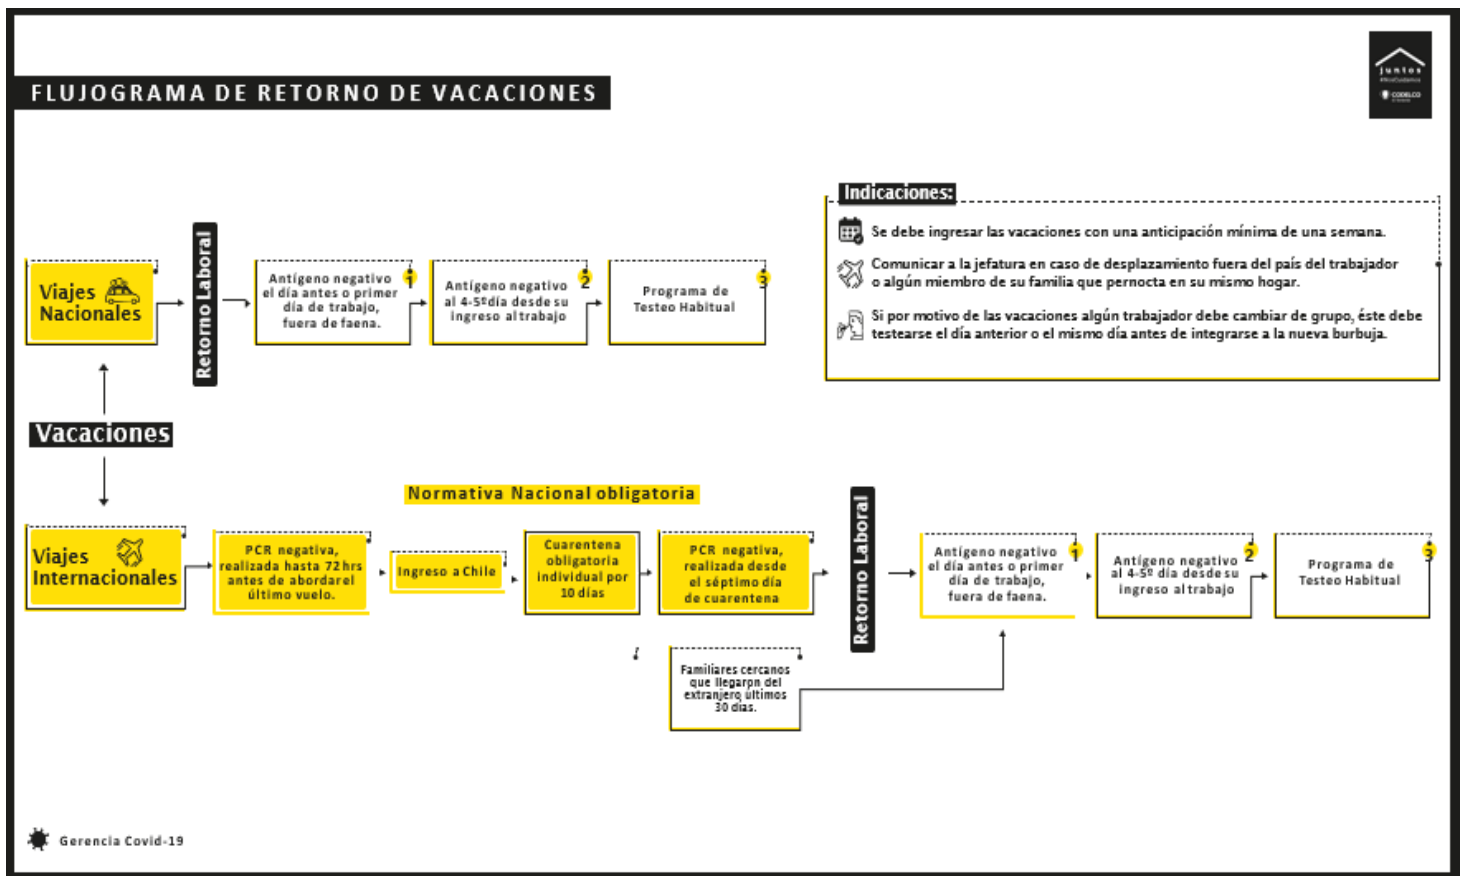 juntos
CODELCO
FLUJOGRAMA DE RETORNO DE VACACIONES
Indicaciones:
Se debe ingresar las vacaciones con una anticipación mínima de una semana.
Comunicar a la jefatura en caso de desplazamiento fuera del país del trabajador
o algún miembro de su familia que pernocta en su mismo hogar.
Si por motivo de las vacaciones algún trabajador debe cambiar de grupo, éste debe
testearse el día anterior o el mismo día antes de integrarse a la nueva burbuja.
Viajes
Nacionales
Retorno Laboral
1
Antígeno negativo
el día antes o primer
día de trabajo,
fuera de faena.
2
Antígeno negativo
al 4-5º día desde su
ingreso al trabajo
3
Programa de
Testeo Habitual
Vacaciones
Normativa Nacional obligatoria
Viajes
Internacionales
PCR negativa,
realizada hasta 72 hrs
antes de abordar el
último vuelo.
Ingreso a Chile
Cuarentena
obligatoria
individual por
10 días
PCR negativa,
realizada desde
el séptimo día
de cuarentena
Retorno Laboral
1
Antígeno negativo
el día antes o primer
día de trabajo,
fuera de faena.
2
Antígeno negativo
al 4-5º día desde su
ingreso al trabajo
3
Programa de
Testeo Habitual
Familiares cercanos
que llegarpn del
extranjero últimos
30 días.
Gerencia Covid-19